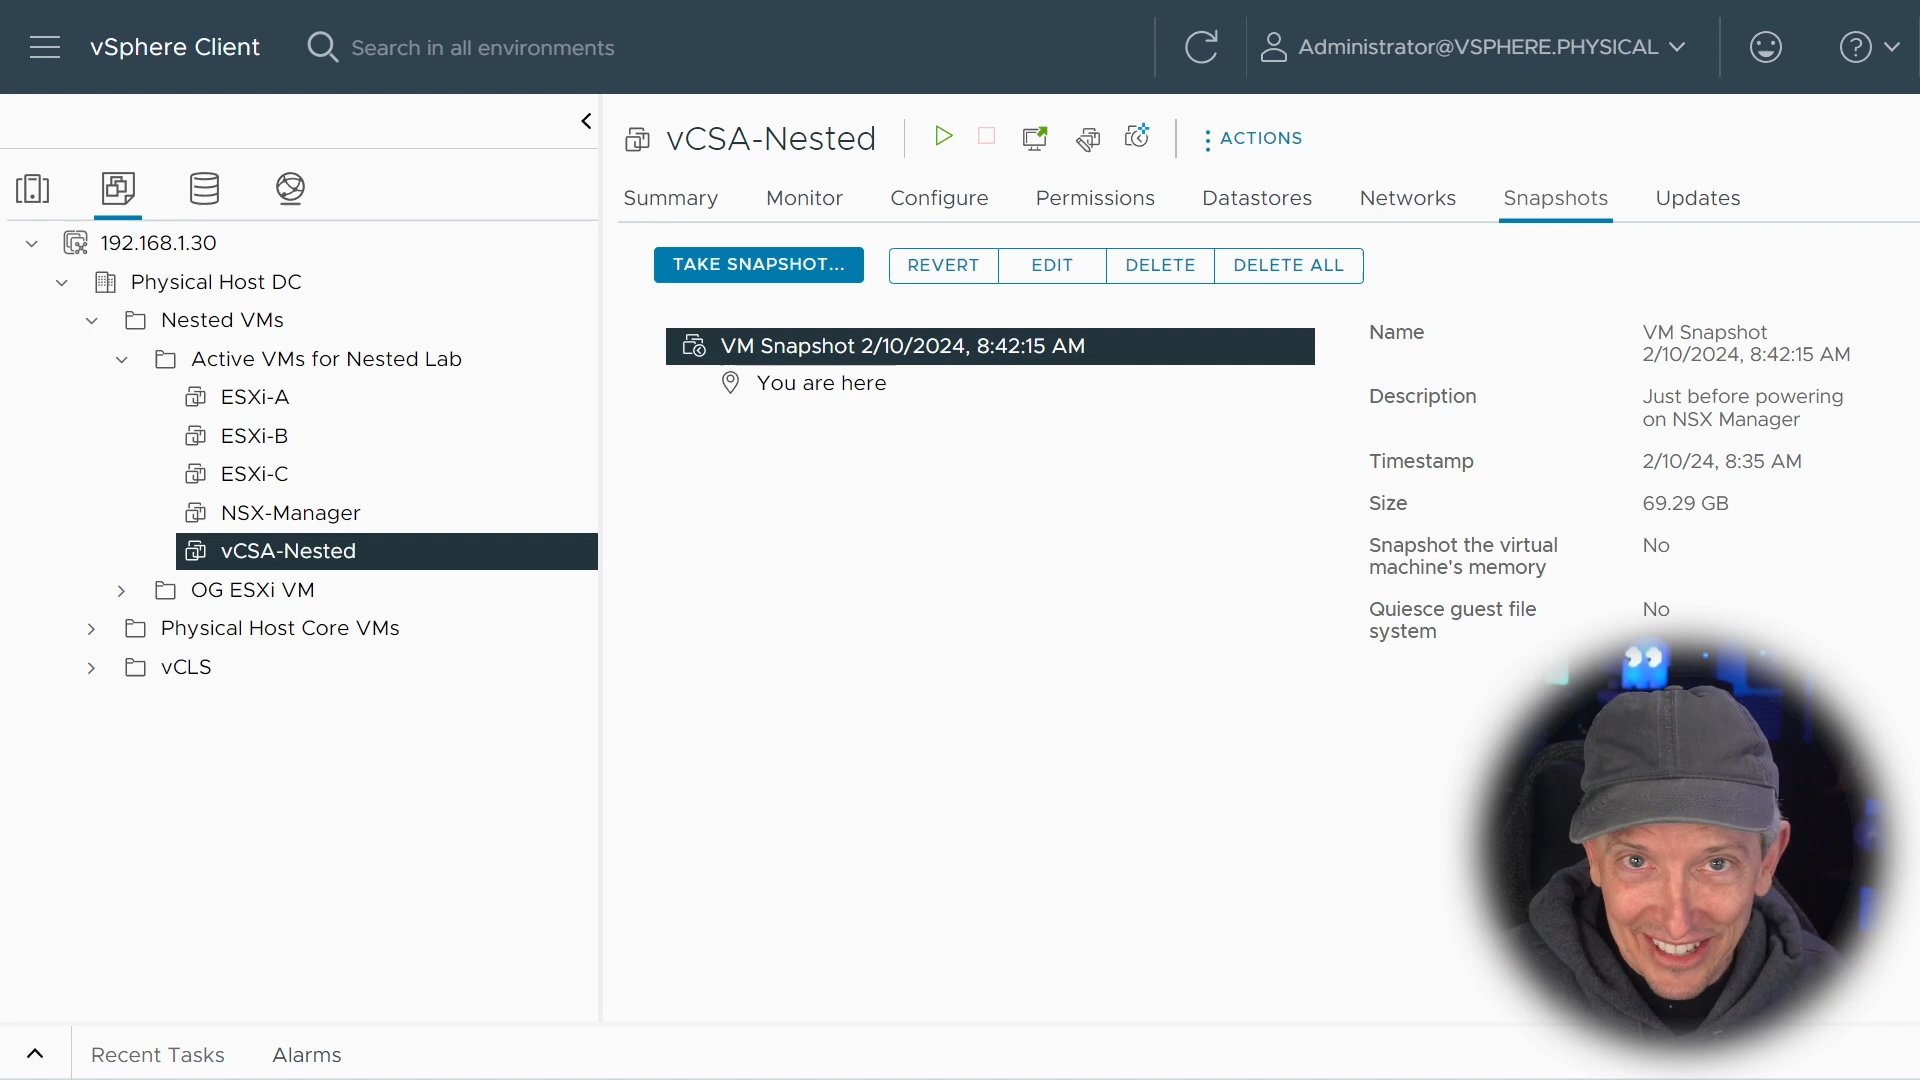 vSphere Client
Search in all environments
Administrator@VSPHERE.PHYSICAL
vCSA-Nested
ACTIONS
Summary
Monitor
Configure
Permissions
Datastores
Networks
Snapshots
Updates
192.168.1.30
Physical Host DC
Nested VMs
Active VMs for Nested Lab
ESXi-A
ESXi-B
ESXi-C
NSX-Manager
vCSA-Nested
OG ESXi VM
Physical Host Core VMs
vCLS
TAKE SNAPSHOT...
REVERT
EDIT
DELETE
DELETE ALL
VM Snapshot 2/10/2024, 8:42:15 AM
You are here
Name
VM Snapshot
2/10/2024, 8:42:15 AM
Description
Just before powering
on NSX Manager
Timestamp
2/10/24, 8:35 AM
Size
69.29 GB
Snapshot the virtual
machine's memory
No
Quiesce guest file
system
No
Recent Tasks
Alarms